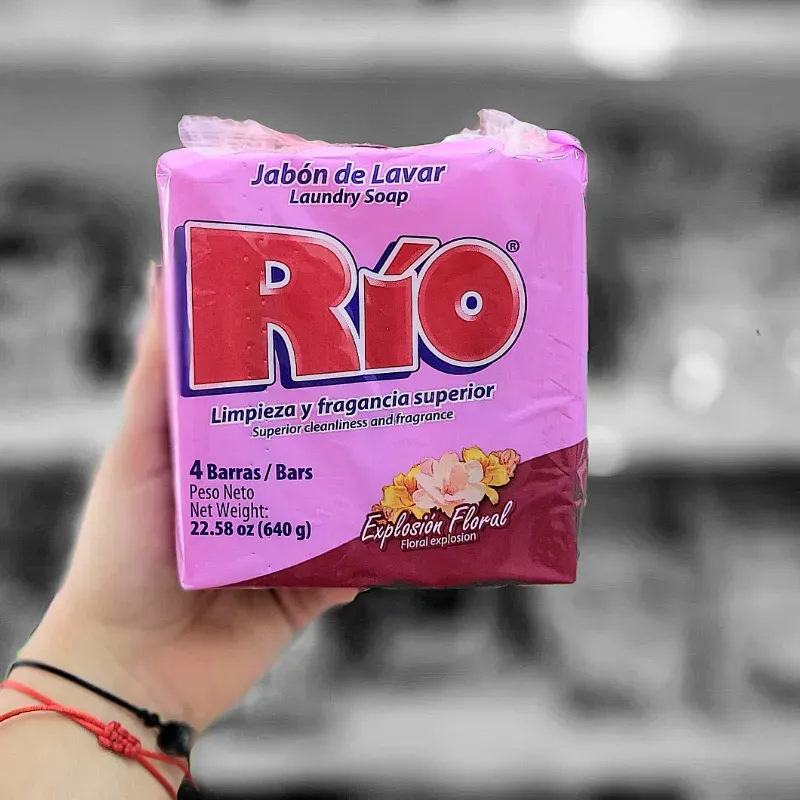 Jabón de Lavar
Laundry Soap
Río®
Limpieza y fragancia superior
Superior cleanliness and fragrance
4 Barras / Bars
Peso Neto
Net Weight:
22.58 oz (640 g)
Explosión Floral
Floral explosion